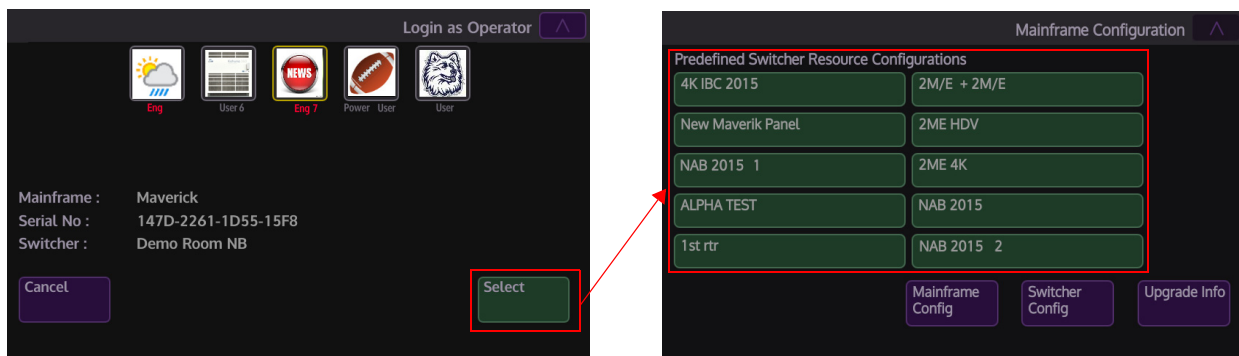 Login as Operator
NEWS
Eng
User 6
Eng 7
Power User
User
Mainframe : Maverick
Serial No : 147D-2261-1D55-15F8
Switcher : Demo Room NB
Cancel
Select
Mainframe Configuration
Predefined Switcher Resource Configurations
4K IBC 2015
2M/E + 2M/E
New Maverik Panel
2ME HDV
NAB 2015 1
2ME 4K
ALPHA TEST
NAB 2015
1st rtr
NAB 2015 2
Mainframe
Config
Switcher
Config
Upgrade Info